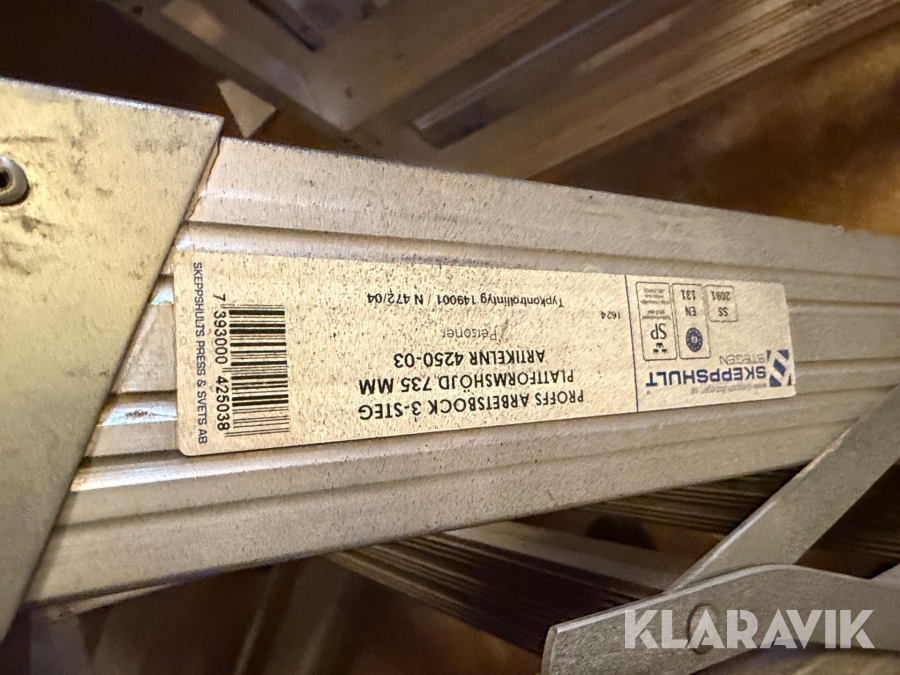 SKEPPSHULT
STEGEN
SS
2091
EN
131
SP
1624
PROFFS ARBETSBOCK 3-STEG
PLATTFORMSHÖJD 735 MM
ARTIKELNR 4250-03
Personer
Typkontrollintyg 149001 / N 472/04
7 393000 425038
SKEPPSHULTS PRESS & SVETS AB
KLARAVIK